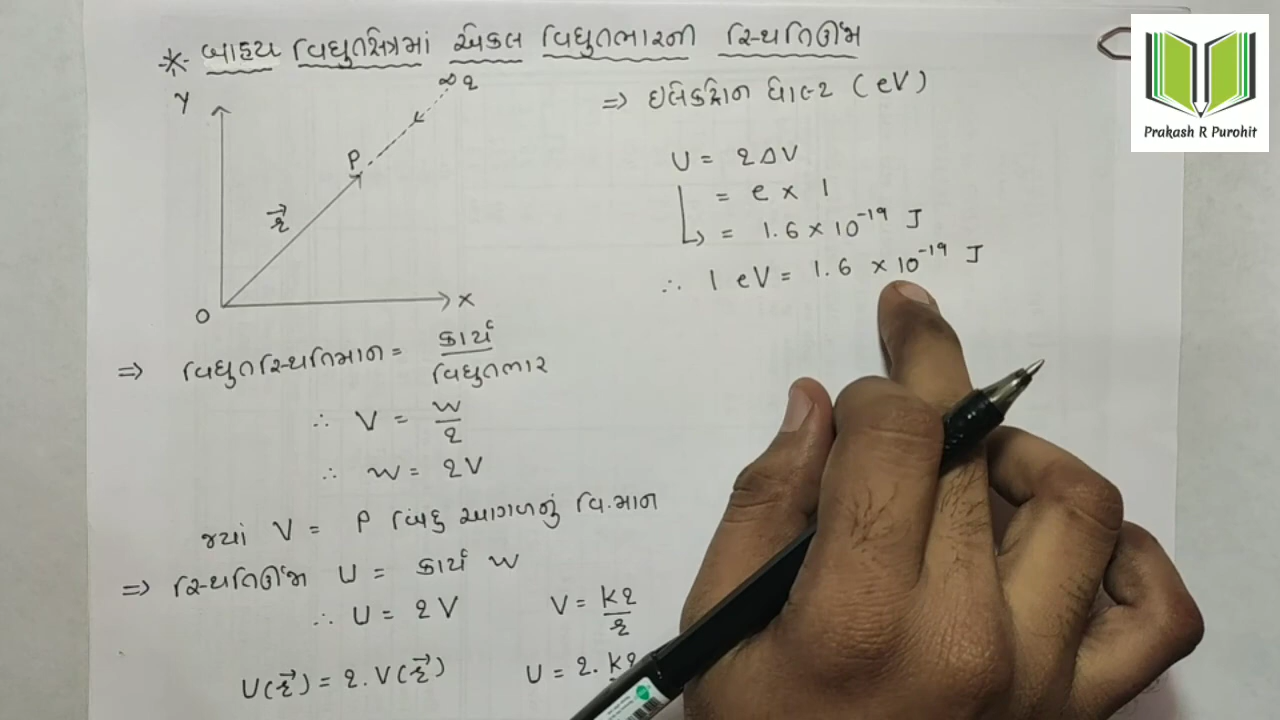 * બાહ્ય વિદ્યુતક્ષેત્રમાં એકલ વિદ્યુતભારની સ્થિતિઊર્જા
Y
∞ q
P
r⃗
O
X
⇒ વિદ્યુતસ્થિતિમાન = કાર્ય / વિદ્યુતભાર
∴ V = W / q
∴ W = qV
જ્યાં V = P બિંદુ આગળનું વિ.માન
⇒ સ્થિતિઊર્જા U = કાર્ય W
∴ U = qV
V = kq / r
U(r⃗) = q.V(r⃗)
U = q.kq
⇒ ઇલેક્ટ્રોન વોલ્ટ (eV)
U = qΔV
= e × 1
= 1.6 × 10⁻¹⁹ J
∴ 1 eV = 1.6 × 10⁻¹⁹ J
Prakash R Purohit